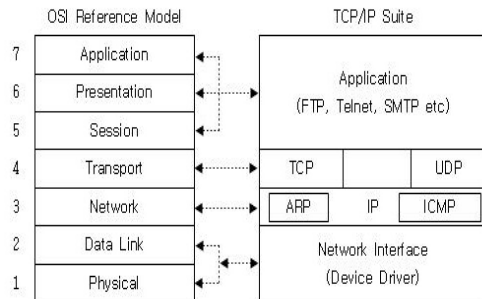 OSI Reference Model
TCP/IP Suite
7 Application
6 Presentation
5 Session
Application
(FTP, Telnet, SMTP etc)
4 Transport
TCP UDP
3 Network
ARP IP ICMP
2 Data Link
1 Physical
Network Interface
(Device Driver)